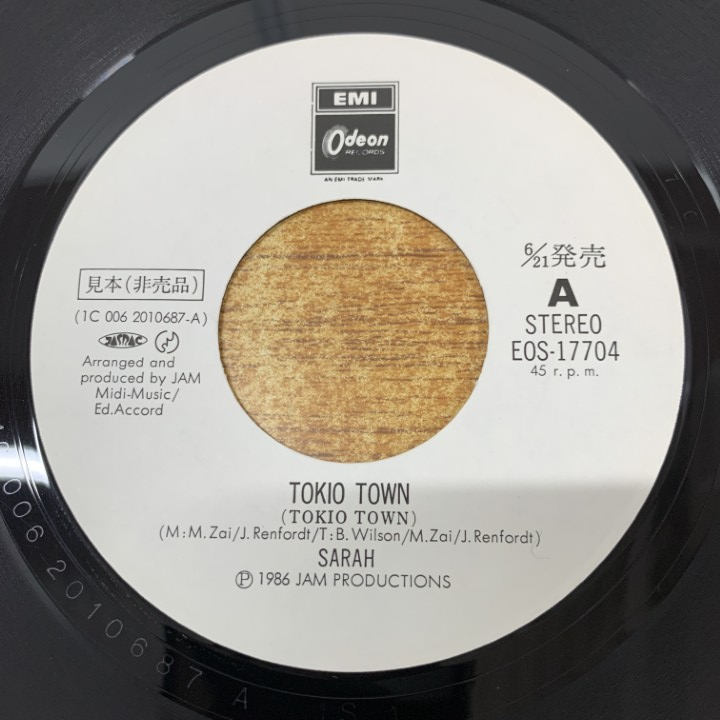 EMI
Odeon
RECORDS
AN EMI TRADE MARK
見本(非売品)
(1C 006 2010687-A)
JASRAC
Arranged and
produced by JAM
Midi-Music/
Ed.Accord
6/21発売
A
STEREO
EOS-17704
45 r.p.m.
TOKIO TOWN
(TOKIO TOWN)
(M:M.Zai/J.Renfordt/T:B.Wilson/M.Zai/J.Renfordt)
SARAH
Ⓟ 1986 JAM PRODUCTIONS
006 2010687 A